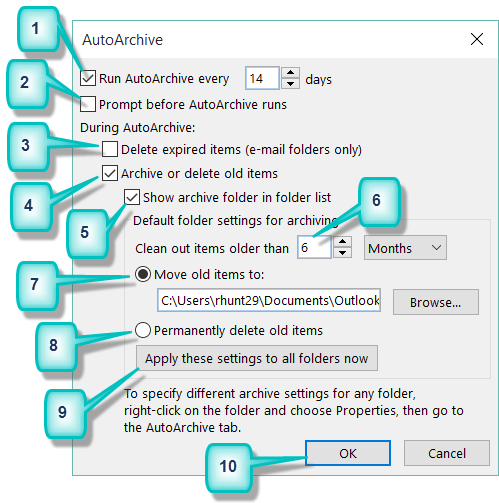 AutoArchive
1
Run AutoArchive every 14 days
2
Prompt before AutoArchive runs
During AutoArchive:
3
Delete expired items (e-mail folders only)
4
Archive or delete old items
5
Show archive folder in folder list
6
Default folder settings for archiving
Clean out items older than 6 Months
7
Move old items to:
C:\Users\rhunt29\Documents\Outlook Browse...
8
Permanently delete old items
9
Apply these settings to all folders now
To specify different archive settings for any folder,
right-click on the folder and choose Properties, then go to
the AutoArchive tab.
10
OK Cancel